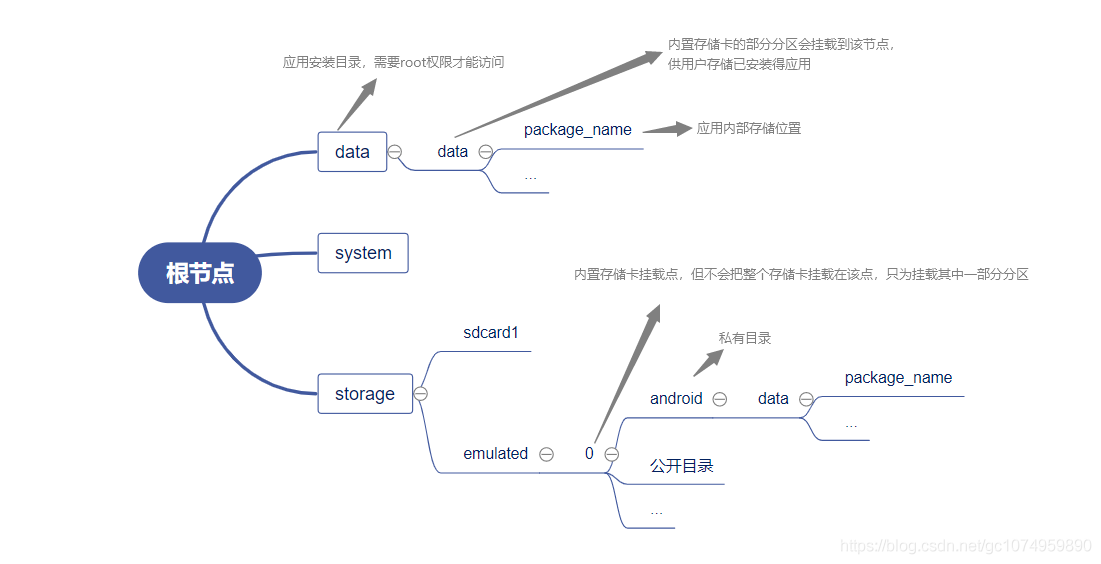 内置存储卡的部分分区会挂载到该节点，
供用户存储已安装得应用
应用安装目录，需要root权限才能访问
package_name
应用内部存储位置
data
data
...
system
根节点
内置存储卡挂载点，但不会把整个存储卡挂载在该点，只为挂载其中一部分分区
sdcard1
私有目录
package_name
storage
android
data
...
emulated
0
公开目录
...
https://blog.csdn.net/gc1074959890